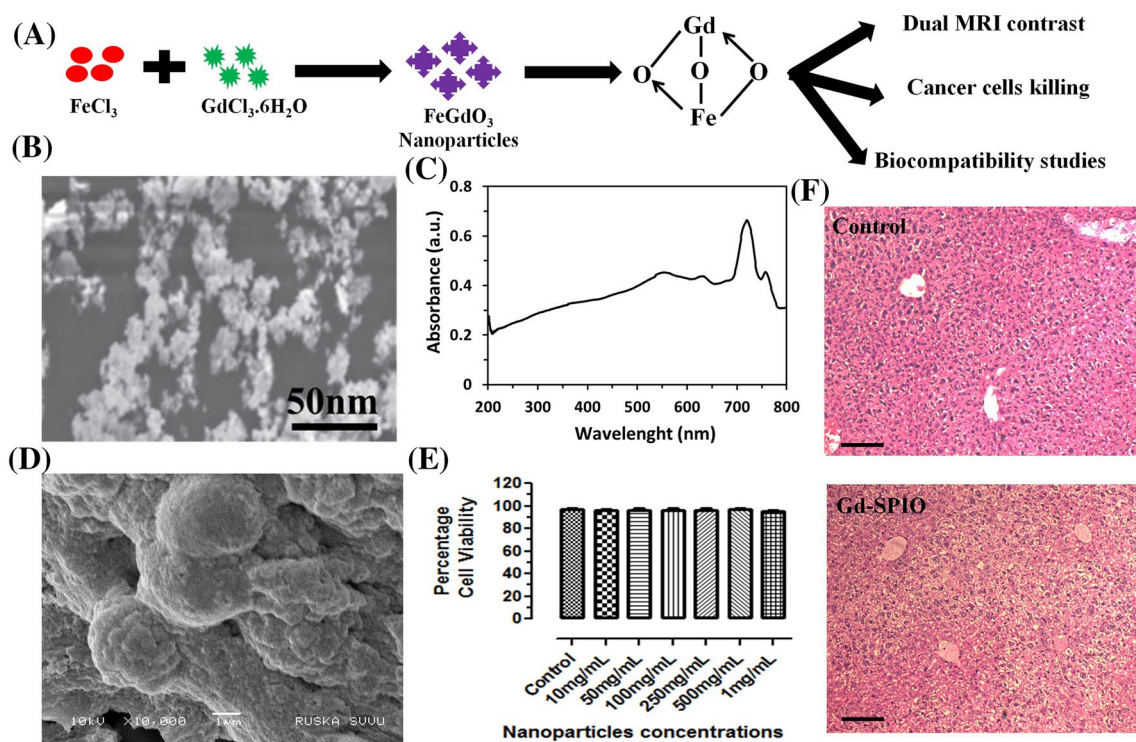 (A)
FeCl3
GdCl3.6H2O
FeGdO3
Nanoparticles
Gd
O
O
O
Fe
Dual MRI contrast
Cancer cells killing
Biocompatibility studies
(B)
50nm
(C)
0.8
0.6
0.4
0.2
0
Absorbance (a.u.)
200 300 400 500 600 700 800
Wavelenght (nm)
(D)
10kV X10,000 1µm RUSKA SVVU
(E)
Percentage
Cell Viability
120
100
80
60
40
20
0
Control
10mg/mL
50mg/mL
100mg/mL
250mg/mL
500mg/mL
1mg/mL
Nanoparticles concentrations
(F)
Control
Gd-SPIO